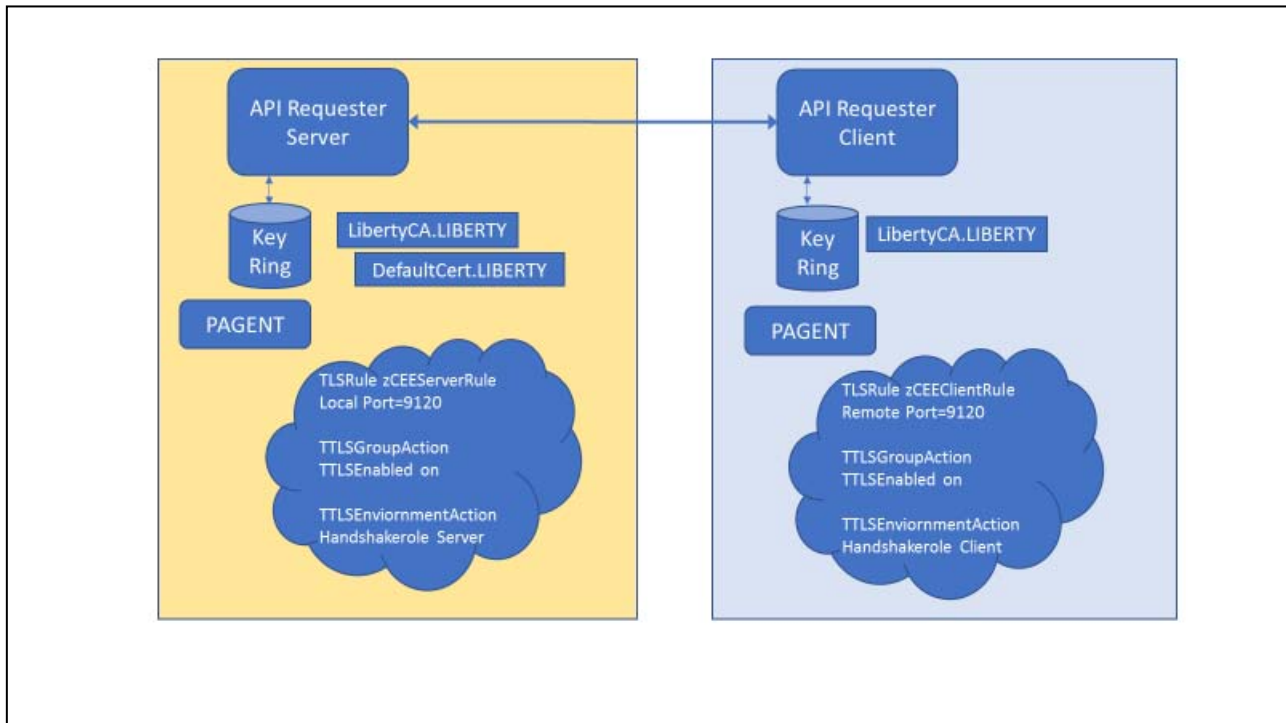 API Requester
Server
Key
Ring
LibertyCA.LIBERTY
DefaultCert.LIBERTY
PAGENT
TLSRule zCEEServerRule
Local Port=9120
TTLSGroupAction
TTLSEnabled on
TTLSEnviornmentAction
Handshakerole Server
API Requester
Client
Key
Ring
LibertyCA.LIBERTY
PAGENT
TLSRule zCEEClientRule
Remote Port=9120
TTLSGroupAction
TTLSEnabled on
TTLSEnviornmentAction
Handshakerole Client